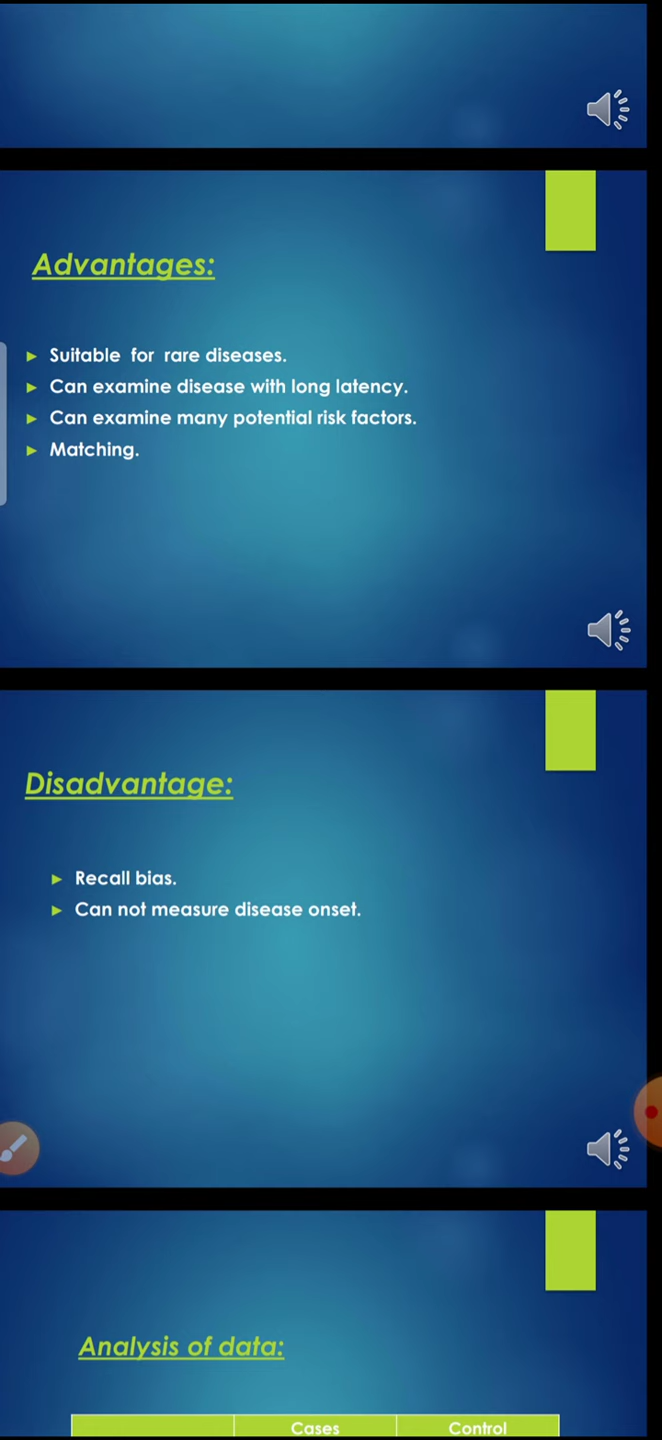 Advantages:
Suitable for rare diseases.
Can examine disease with long latency.
Can examine many potential risk factors.
Matching.
Disadvantage:
Recall bias.
Can not measure disease onset.
Analysis of data:
Cases Control